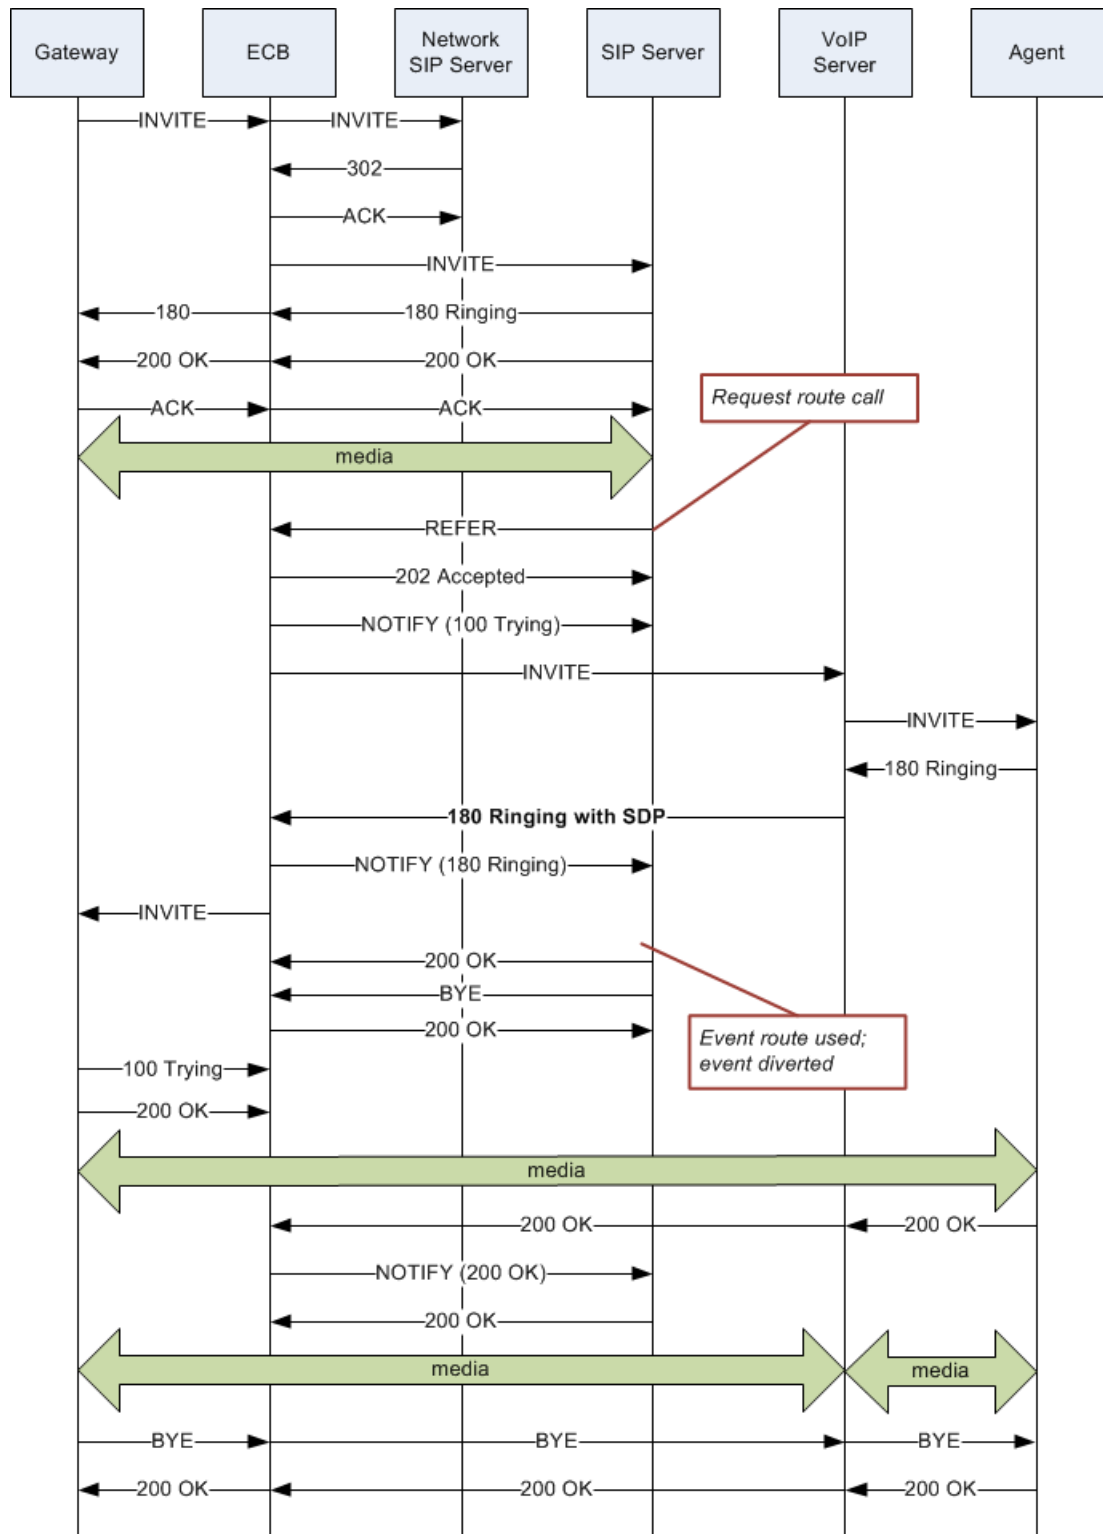 Gateway
ECB
Network
SIP Server
SIP Server
VoIP
Server
Agent
INVITE
INVITE
302
ACK
INVITE
180
180 Ringing
200 OK
200 OK
Request route call
ACK
ACK
media
REFER
202 Accepted
NOTIFY (100 Trying)
INVITE
INVITE
180 Ringing
180 Ringing with SDP
NOTIFY (180 Ringing)
INVITE
200 OK
BYE
200 OK
Event route used;
event diverted
100 Trying
200 OK
media
200 OK
200 OK
NOTIFY (200 OK)
200 OK
media
media
BYE
BYE
BYE
200 OK
200 OK
200 OK